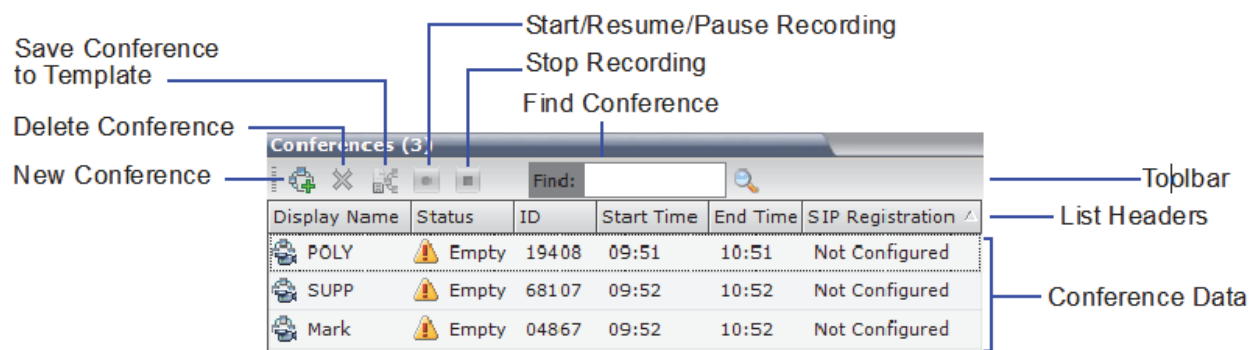 Start/Resume/Pause Recording
Save Conference
to Template
Stop Recording
Find Conference
Delete Conference
New Conference
Conferences (3)
Find:
Toolbar
Display Name Status ID Start Time End Time SIP Registration
List Headers
POLY Empty 19408 09:51 10:51 Not Configured
SUPP Empty 68107 09:52 10:52 Not Configured
Conference Data
Mark Empty 04867 09:52 10:52 Not Configured